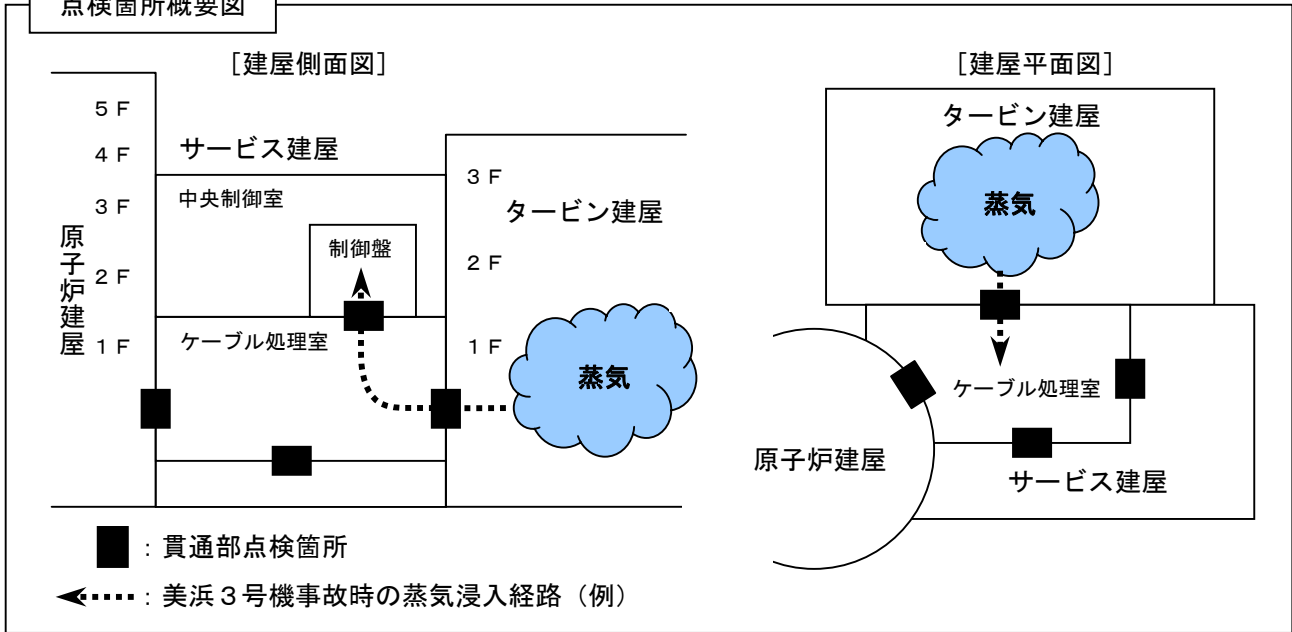 点検箇所概要図
［建屋側面図］
５Ｆ
４Ｆ
３Ｆ
２Ｆ
１Ｆ
原子炉建屋
サービス建屋
中央制御室
制御盤
ケーブル処理室
３Ｆ
タービン建屋
２Ｆ
１Ｆ
蒸気
［建屋平面図］
タービン建屋
蒸気
ケーブル処理室
原子炉建屋
サービス建屋
：貫通部点検箇所
：美浜３号機事故時の蒸気浸入経路（例）